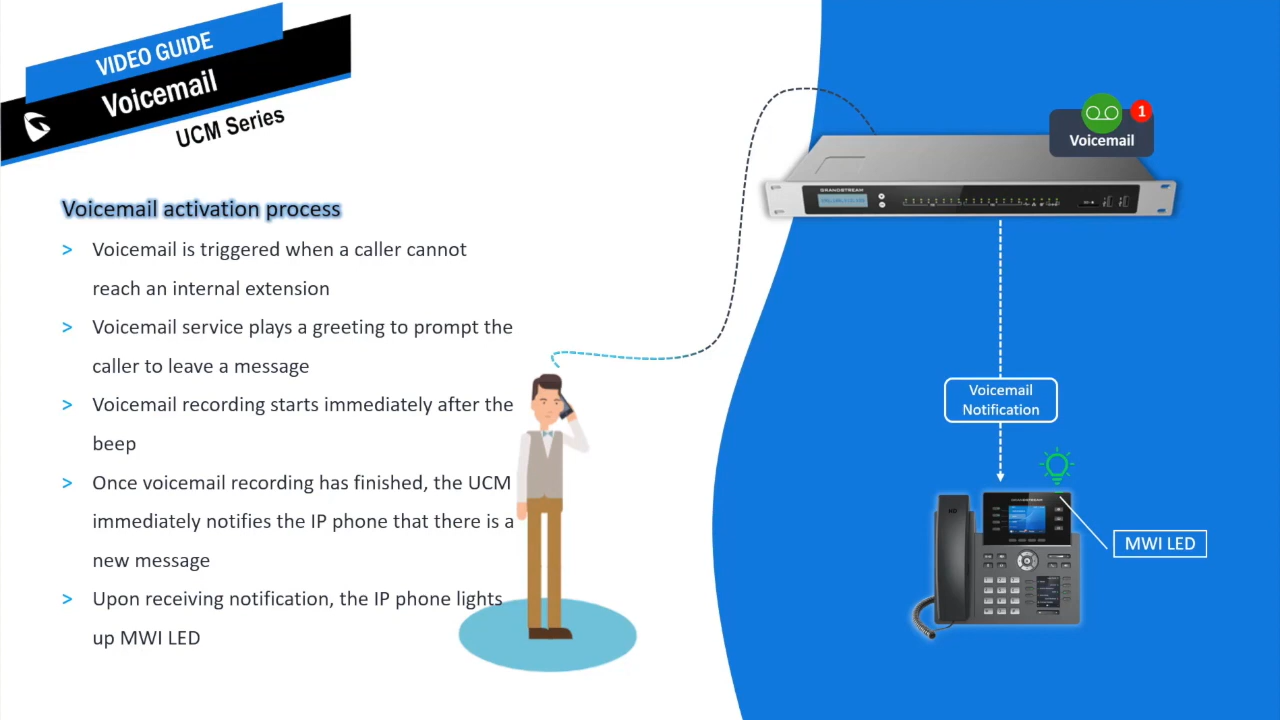 VIDEO GUIDE
Voicemail
UCM Series
Voicemail activation process
> Voicemail is triggered when a caller cannot
reach an internal extension
> Voicemail service plays a greeting to prompt the
caller to leave a message
> Voicemail recording starts immediately after the
beep
> Once voicemail recording has finished, the UCM
immediately notifies the IP phone that there is a
new message
> Upon receiving notification, the IP phone lights
up MWI LED
1
Voicemail
GRANDSTREAM
Voicemail
Notification
GRANDSTREAM
HD
MWI LED